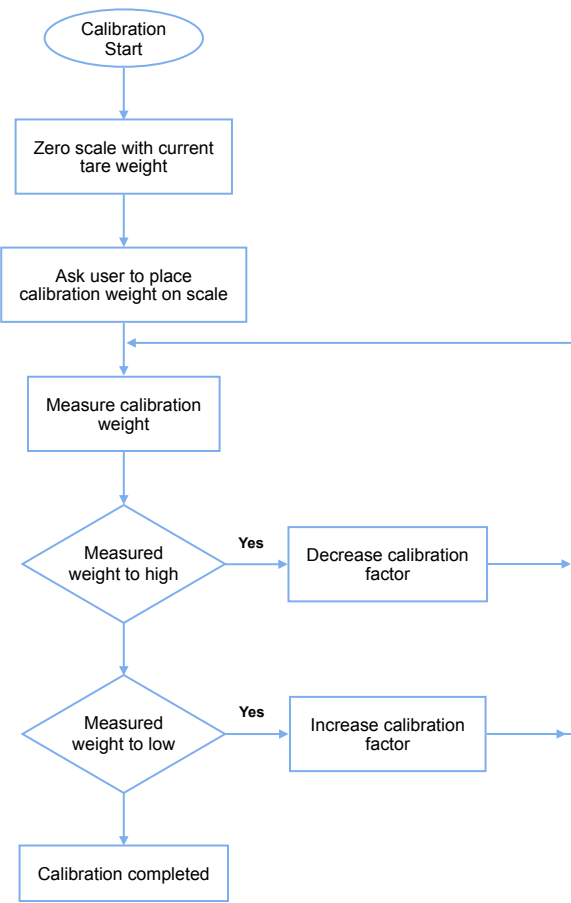 Calibration
Start
Zero scale with current
tare weight
Ask user to place
calibration weight on scale
Measure calibration
weight
Measured
weight to high
Yes
Decrease calibration
factor
Measured
weight to low
Yes
Increase calibration
factor
Calibration completed